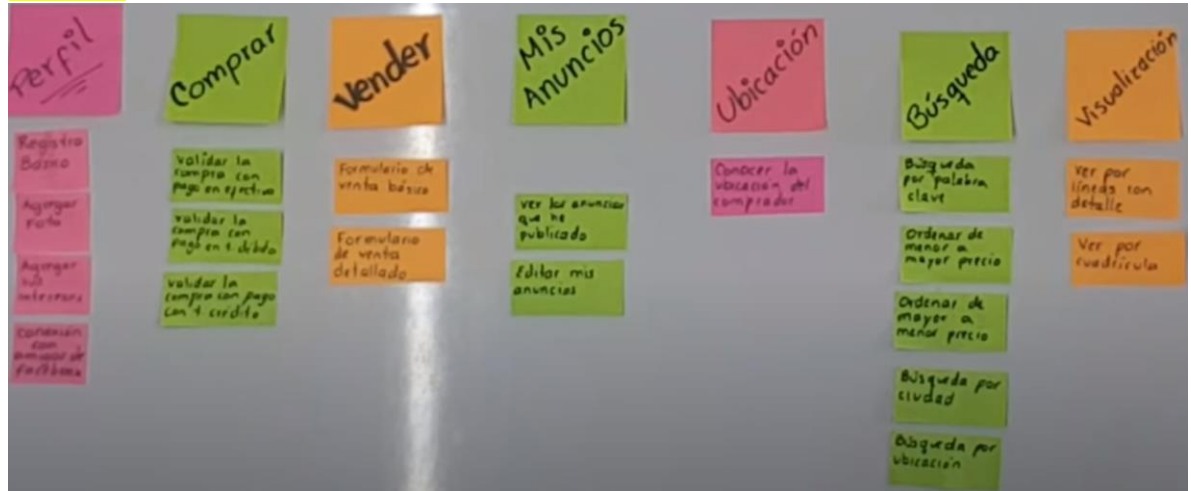 Perfil
Registro
Básico
Agregar
Foto
Agregar
sus
intereses
Conexión
con
amigos de
facebook
Comprar
validar la
compra con
pago en efectivo
validar la
compra con
pago en t. débito
validar la
compra con pago
con t. crédito
Vender
Formulario de
venta básico
Formulario
de venta
detallado
Mis
Anuncios
ver los anuncios
que he
publicado
Editar mis
anuncios
Ubicación
Conocer la
ubicación del
comprador
Búsqueda
Búsqueda
por palabra
clave
Ordenar de
menor a
mayor precio
Ordenar de
mayor a
menor precio
Búsqueda por
ciudad
Búsqueda por
ubicación
Visualización
Ver por
líneas con
detalle
Ver por
cuadrícula